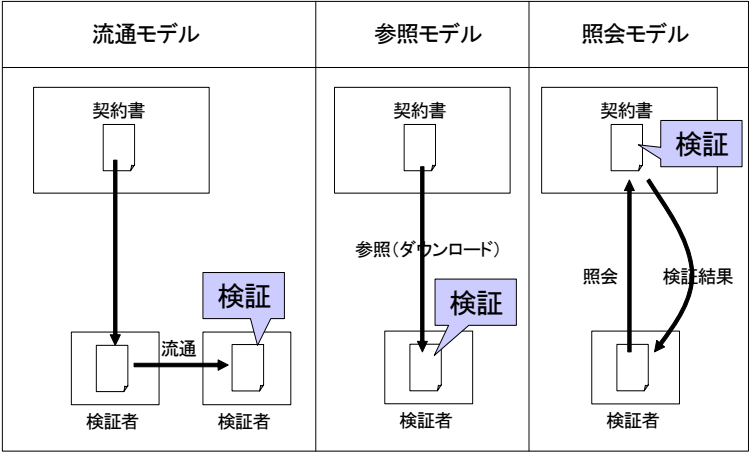 流通モデル
参照モデル
照会モデル
契約書
契約書
契約書
検証
参照(ダウンロード)
照会
検証結果
検証
検証
流通
検証者
検証者
検証者
検証者